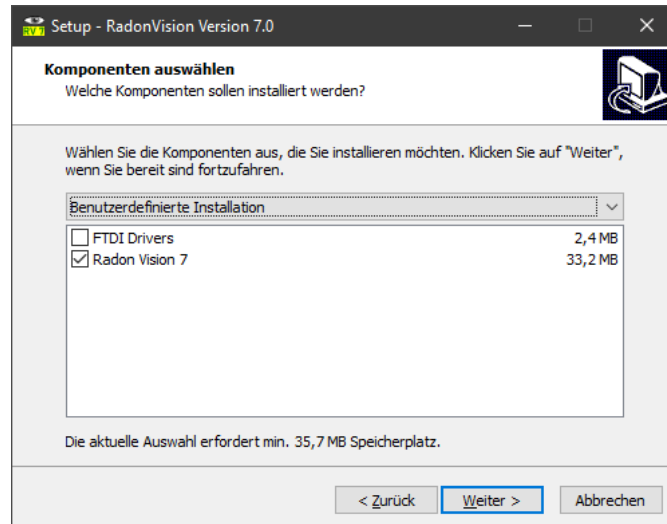 RV 7 Setup - RadonVision Version 7.0
Komponenten auswählen
Welche Komponenten sollen installiert werden?
Wählen Sie die Komponenten aus, die Sie installieren möchten. Klicken Sie auf "Weiter",
wenn Sie bereit sind fortzufahren.
Benutzerdefinierte Installation
FTDI Drivers 2,4 MB
Radon Vision 7 33,2 MB
Die aktuelle Auswahl erfordert min. 35,7 MB Speicherplatz.
< Zurück Weiter > Abbrechen